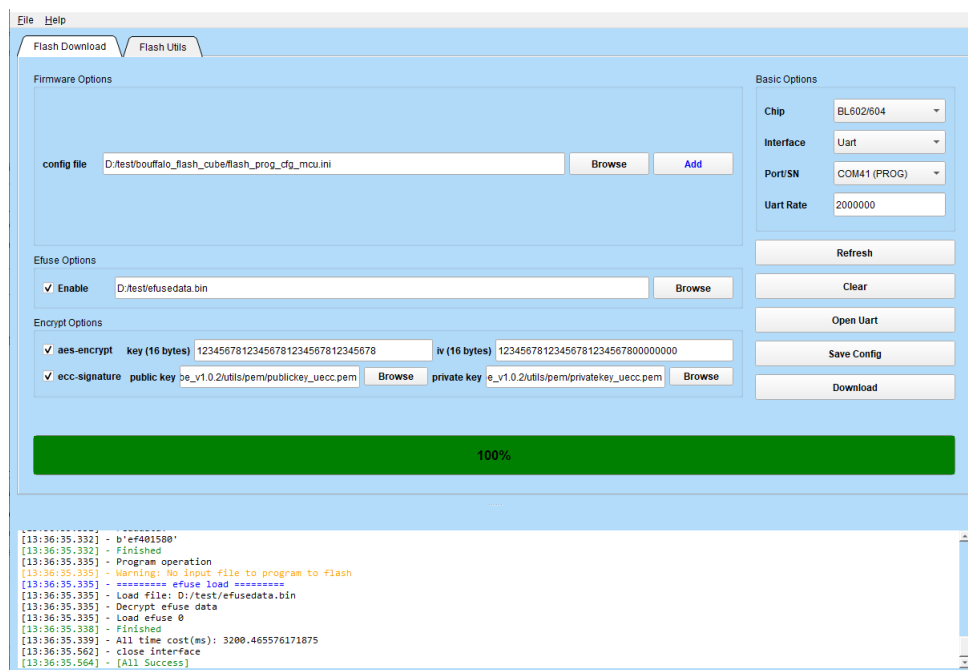 File Help
Flash Download Flash Utils
Firmware Options
config file D:/test/bouffalo_flash_cube/flash_prog_cfg_mcu.ini Browse Add
Efuse Options
Enable D:/test/efusedata.bin Browse
Encrypt Options
aes-encrypt key (16 bytes) 12345678123456781234567812345678 iv (16 bytes) 12345678123456781234567800000000
ecc-signature public key be_v1.0.2/utils/pem/publickey_uecc.pem Browse private key e_v1.0.2/utils/pem/privatekey_uecc.pem Browse
Basic Options
Chip BL602/604
Interface Uart
Port/SN COM41 (PROG)
Uart Rate 2000000
Refresh
Clear
Open Uart
Save Config
Download
100%
[13:36:35.332] - b'ef401580'
[13:36:35.332] - Finished
[13:36:35.335] - Program operation
[13:36:35.335] - Warning: No input file to program to flash
[13:36:35.335] - ========= efuse load =========
[13:36:35.335] - Load file: D:/test/efusedata.bin
[13:36:35.335] - Decrypt efuse data
[13:36:35.335] - Load efuse 0
[13:36:35.338] - Finished
[13:36:35.339] - All time cost(ms): 3200.465576171875
[13:36:35.562] - close interface
[13:36:35.564] - [All Success]